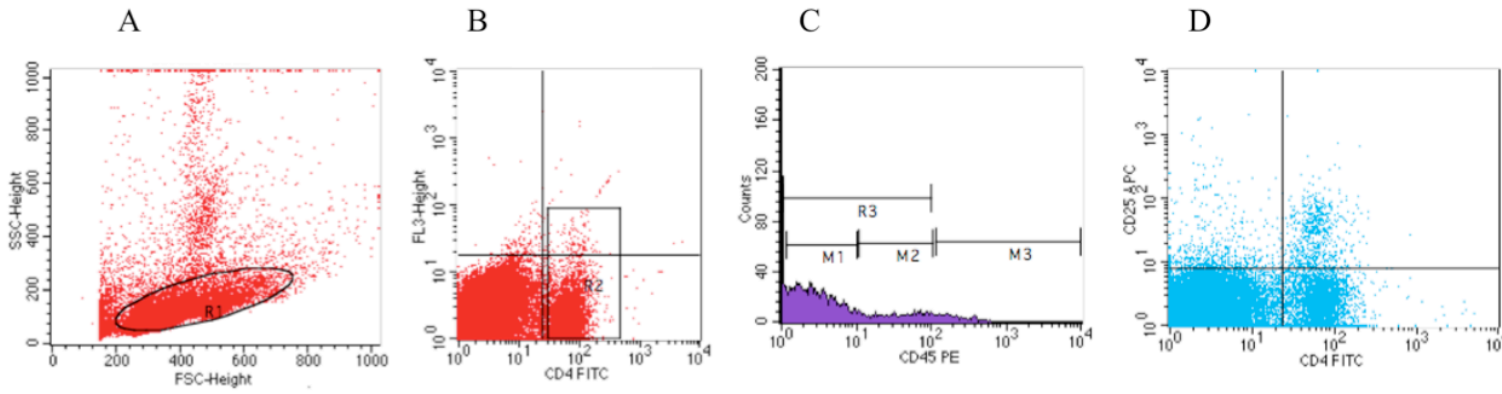 A
B
C
D
SSC-Height
0 200 400 600 800 1000
R1
0 200 400 600 800 1000
FSC-Height
FL3-Height
10^0 10^1 10^2 10^3 10^4
R2
10^0 10^1 10^2 10^3 10^4
CD4 FITC
Counts
0 40 80 120 160 200
R3
M1 M2 M3
10^0 10^1 10^2 10^3 10^4
CD45 PE
CD25 APC
10^0 10^1 10^2 10^3 10^4
10^0 10^1 10^2 10^3 10^4
CD4 FITC